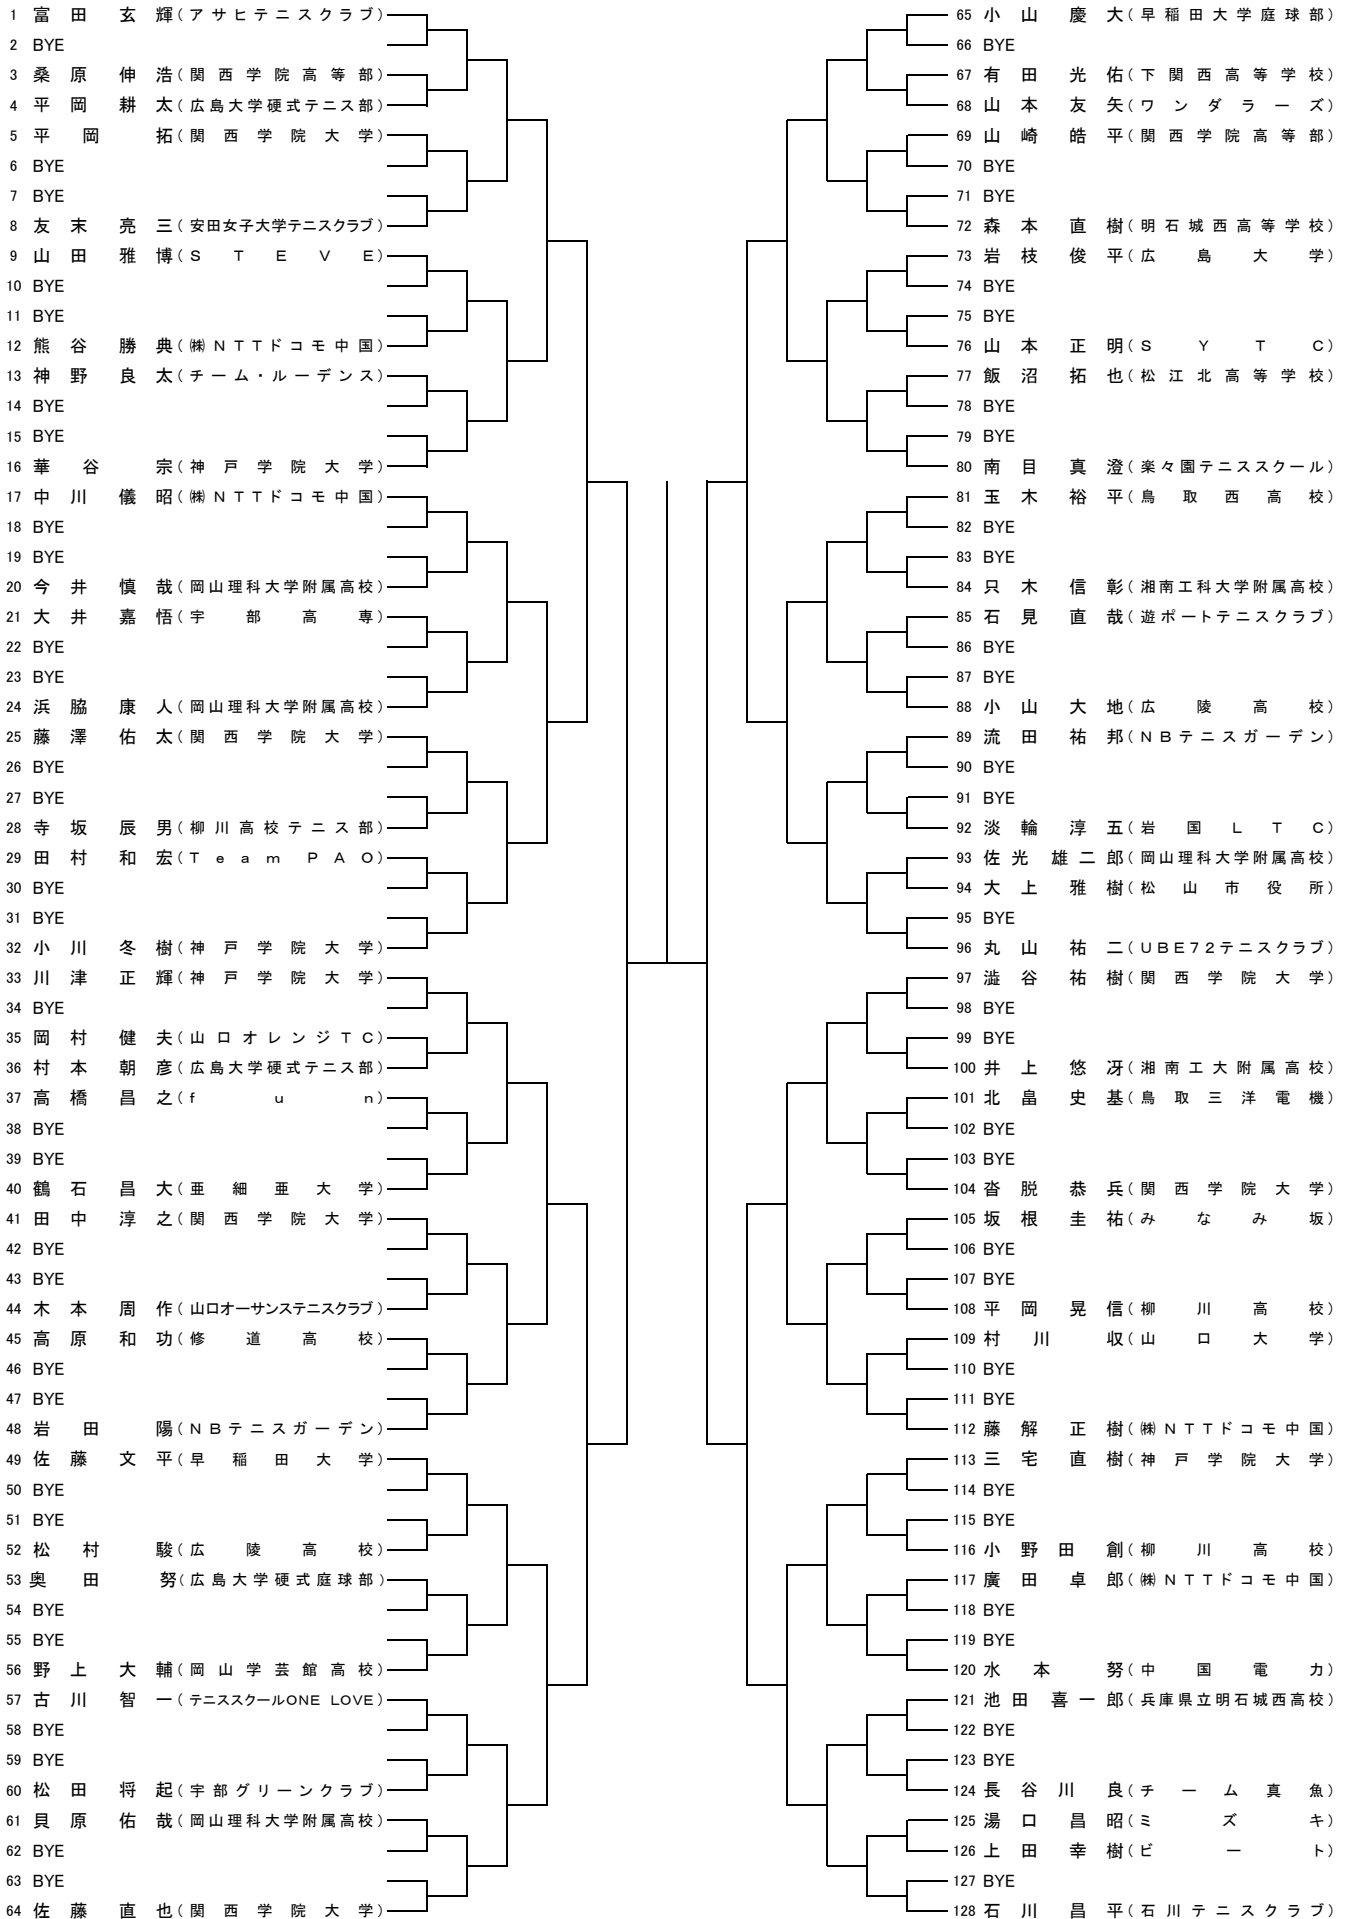 1 富田玄輝(アサヒテニスクラブ)
2 BYE
3 桑原伸浩(関西学院高等部)
4 平岡耕太(広島大学硬式テニス部)
5 平岡拓(関西学院大学)
6 BYE
7 BYE
8 友末亮三(安田女子大学テニスクラブ)
9 山田雅博(STEVE)
10 BYE
11 BYE
12 熊谷勝典(㈱NTTドコモ中国)
13 神野良太(チーム・ルーデンス)
14 BYE
15 BYE
16 華谷宗(神戸学院大学)
17 中川儀昭(㈱NTTドコモ中国)
18 BYE
19 BYE
20 今井慎哉(岡山理科大学附属高校)
21 大井嘉悟(宇部高専)
22 BYE
23 BYE
24 浜脇康人(岡山理科大学附属高校)
25 藤澤佑太(関西学院大学)
26 BYE
27 BYE
28 寺坂辰男(柳川高校テニス部)
29 田村和宏(Team PAO)
30 BYE
31 BYE
32 小川冬樹(神戸学院大学)
33 川津正輝(神戸学院大学)
34 BYE
35 岡村健夫(山口オレンジTC)
36 村本朝彦(広島大学硬式テニス部)
37 高橋昌之(fun)
38 BYE
39 BYE
40 鶴石昌大(亜細亜大学)
41 田中淳之(関西学院大学)
42 BYE
43 BYE
44 木本周作(山口オーサンステニスクラブ)
45 高原和功(修道高校)
46 BYE
47 BYE
48 岩田陽(NBテニスガーデン)
49 佐藤文平(早稲田大学)
50 BYE
51 BYE
52 松村駿(広陵高校)
53 奥田努(広島大学硬式庭球部)
54 BYE
55 BYE
56 野上大輔(岡山学芸館高校)
57 古川智一(テニススクールONE LOVE)
58 BYE
59 BYE
60 松田将起(宇部グリーンクラブ)
61 貝原佑哉(岡山理科大学附属高校)
62 BYE
63 BYE
64 佐藤直也(関西学院大学)
65 小山慶大(早稲田大学庭球部)
66 BYE
67 有田光佑(下関西高等学校)
68 山本友矢(ワンダラーズ)
69 山崎皓平(関西学院高等部)
70 BYE
71 BYE
72 森本直樹(明石城西高等学校)
73 岩枝俊平(広島大学)
74 BYE
75 BYE
76 山本正明(SYTC)
77 飯沼拓也(松江北高等学校)
78 BYE
79 BYE
80 南目真澄(楽々園テニススクール)
81 玉木裕平(鳥取西高校)
82 BYE
83 BYE
84 只木信彰(湘南工科大学附属高校)
85 石見直哉(遊ポートテニスクラブ)
86 BYE
87 BYE
88 小山大地(広陵高校)
89 流田祐邦(NBテニスガーデン)
90 BYE
91 BYE
92 淡輪淳五(岩国LTC)
93 佐光雄二郎(岡山理科大学附属高校)
94 大上雅樹(松山市役所)
95 BYE
96 丸山祐二(UBE72テニスクラブ)
97 澁谷祐樹(関西学院大学)
98 BYE
99 BYE
100 井上悠冴(湘南工大附属高校)
101 北畠史基(鳥取三洋電機)
102 BYE
103 BYE
104 沓脱恭兵(関西学院大学)
105 坂根圭祐(みなみ坂)
106 BYE
107 BYE
108 平岡晃信(柳川高校)
109 村川収(山口大学)
110 BYE
111 BYE
112 藤解正樹(㈱NTTドコモ中国)
113 三宅直樹(神戸学院大学)
114 BYE
115 BYE
116 小野田創(柳川高校)
117 廣田卓郎(㈱NTTドコモ中国)
118 BYE
119 BYE
120 水本努(中国電力)
121 池田喜一郎(兵庫県立明石城西高校)
122 BYE
123 BYE
124 長谷川良(チーム真魚)
125 湯口昌昭(ミズキ)
126 上田幸樹(ビート)
127 BYE
128 石川昌平(石川テニスクラブ)